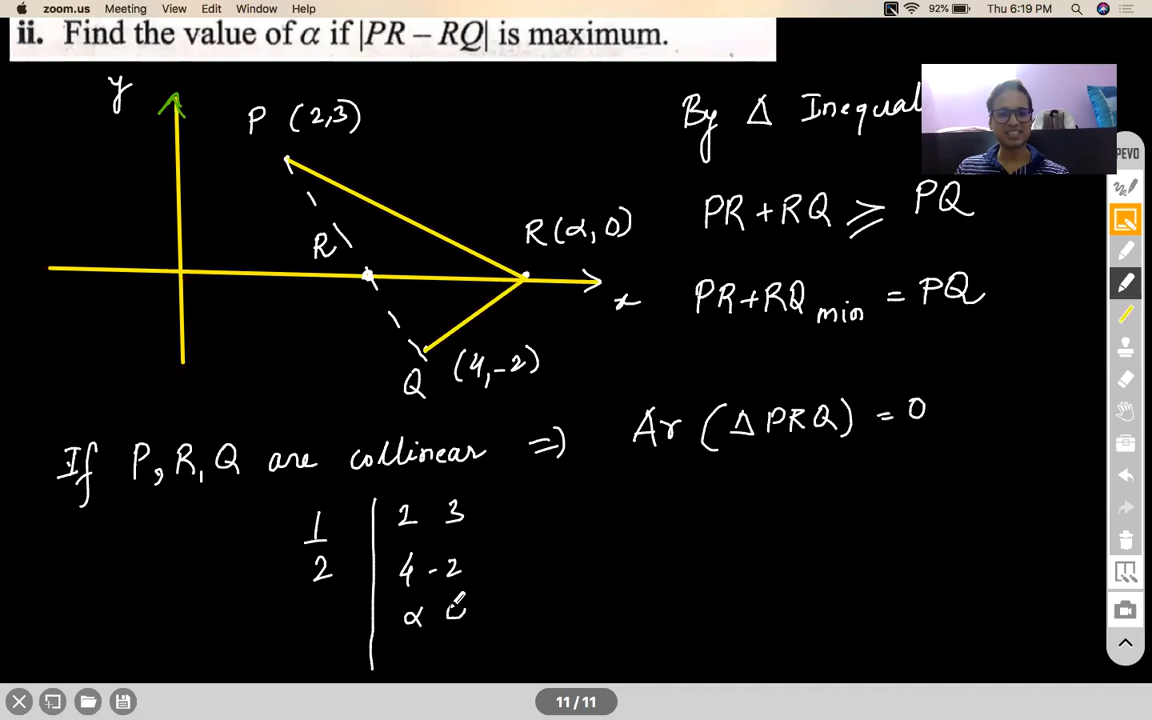 zoom.us Meeting View Edit Window Help 92% Thu 6:19 PM
ii. Find the value of α if |PR – RQ| is maximum.
y
P (2,3)
By Δ Inequal
PEVO
R(α, 0)
PR + RQ ⩾ PQ
R
x
PR + RQ min = PQ
Q (4,-2)
If P, R, Q are collinear => Ar (Δ PRQ) = 0
1
2
2 3
4 -2
α
11 / 11